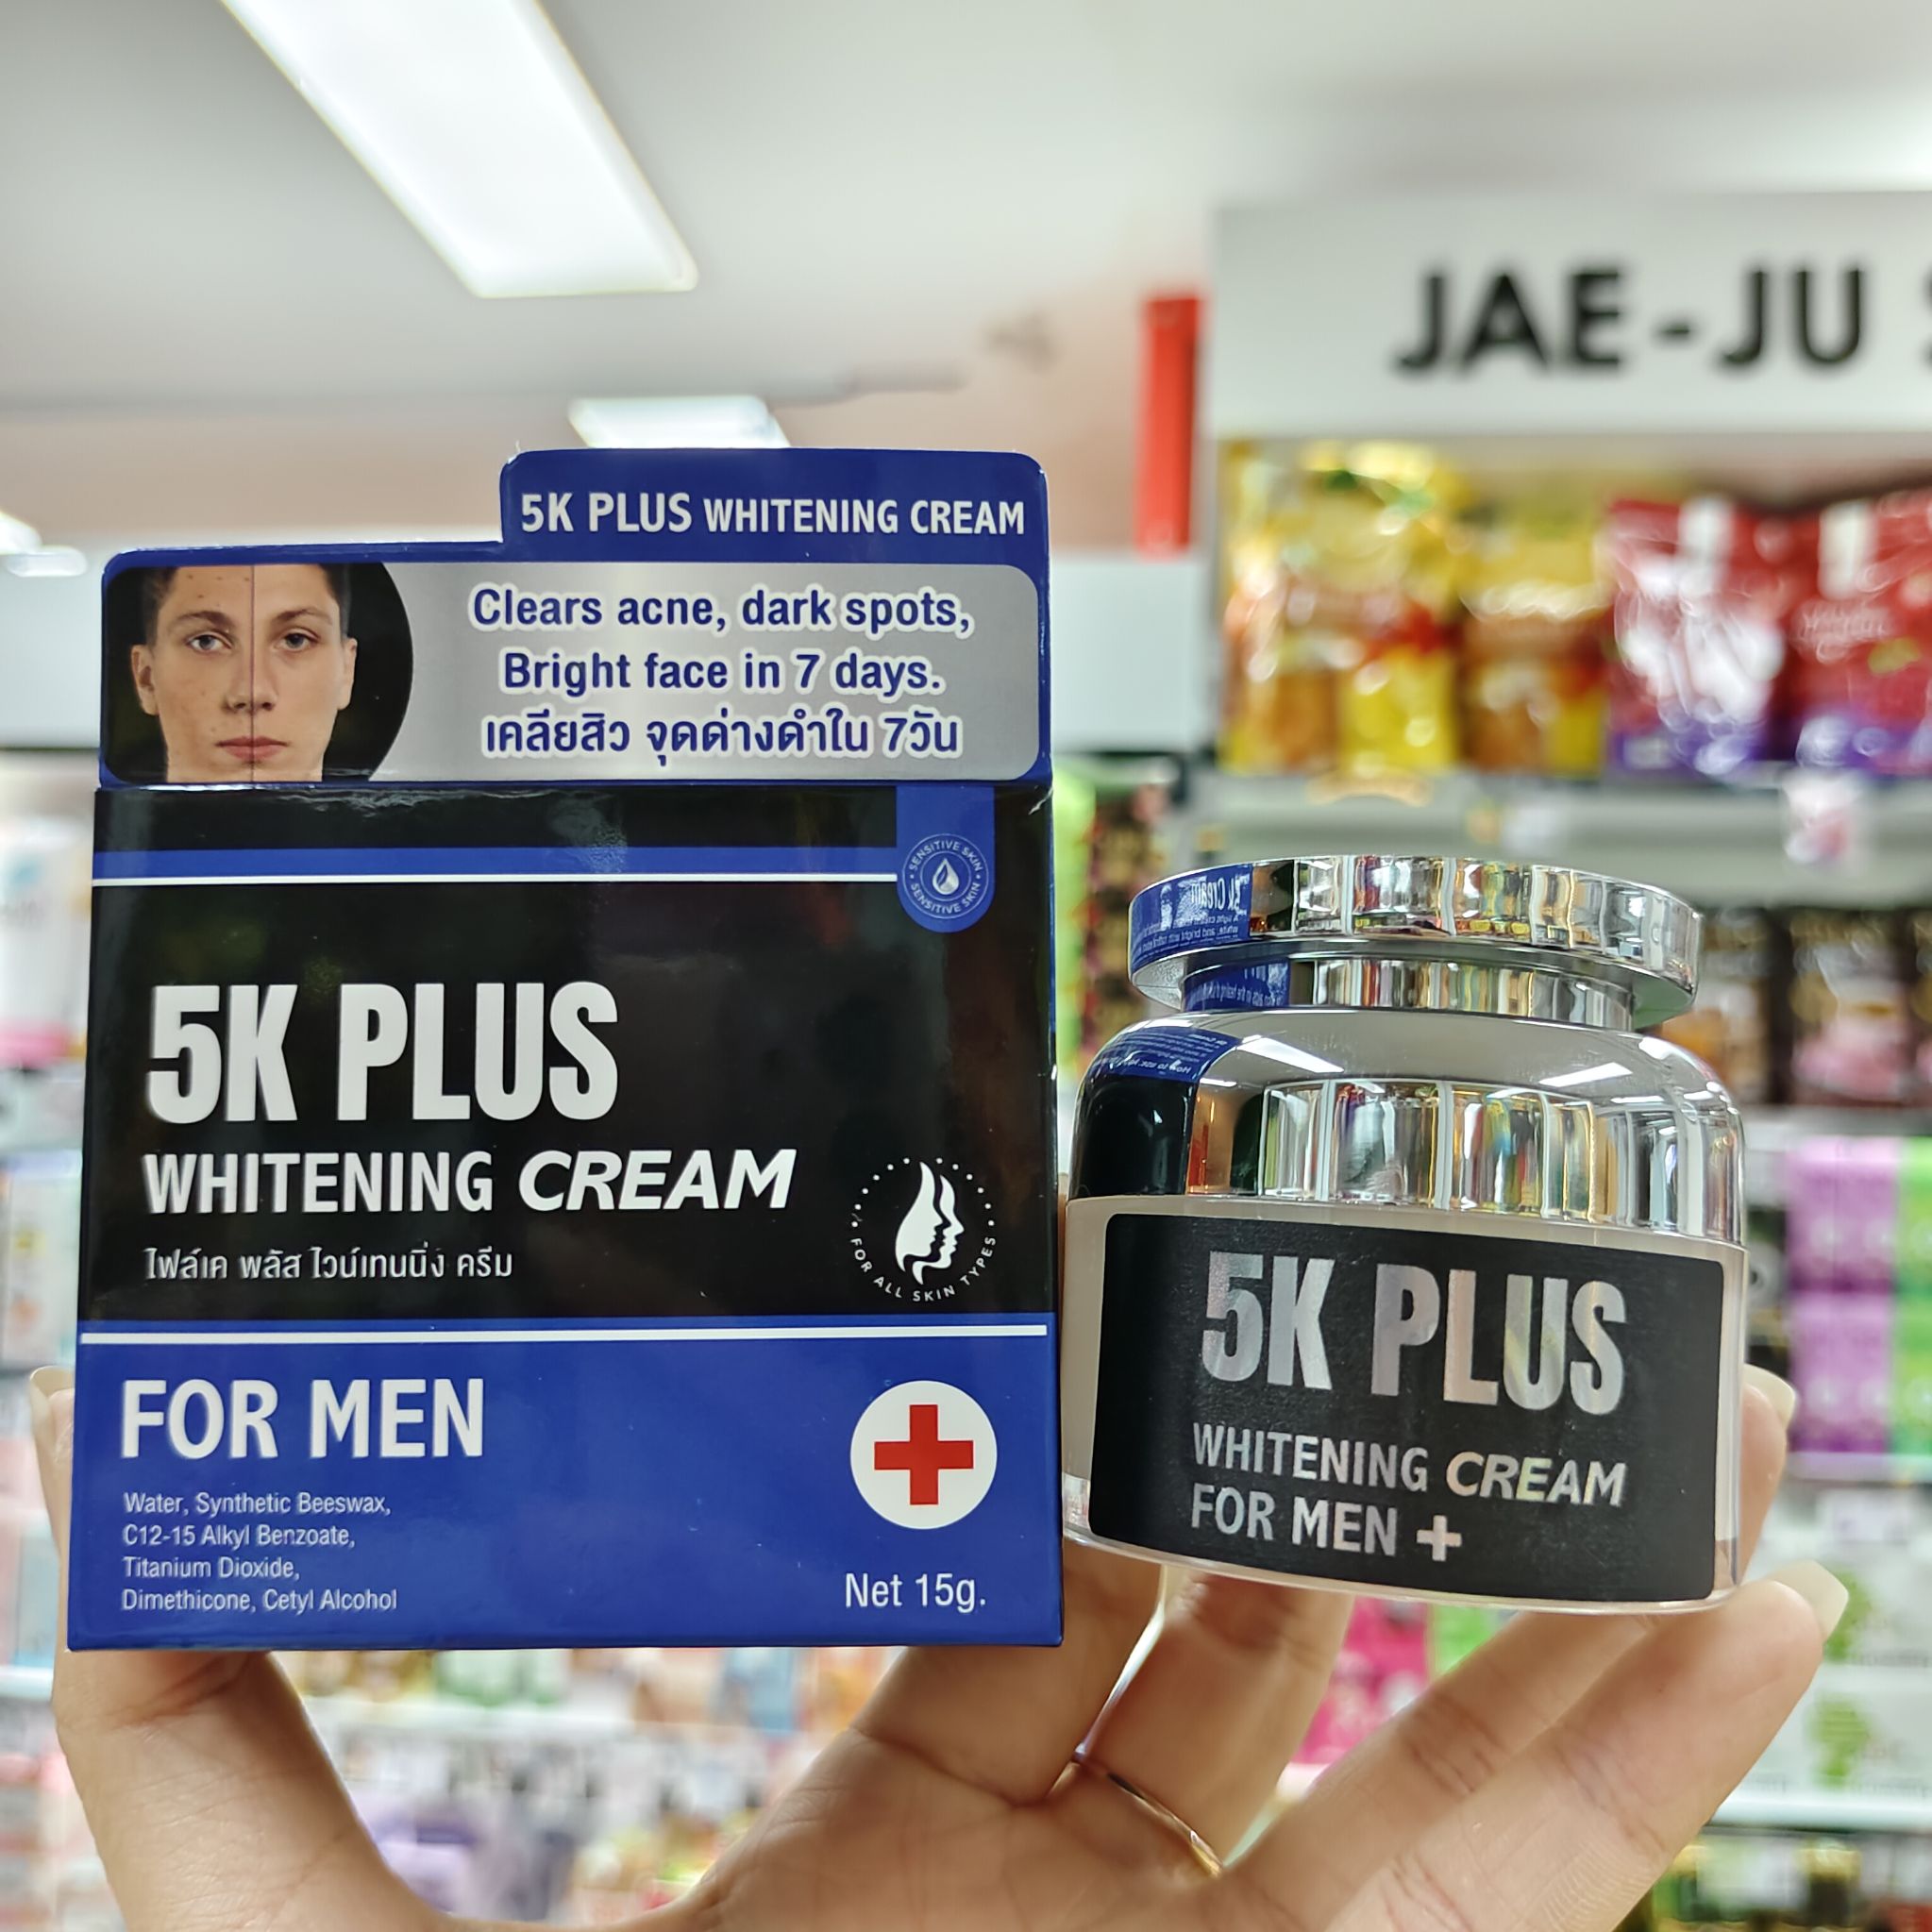 JAE-JU
5K PLUS WHITENING CREAM
Clears acne, dark spots,
Bright face in 7 days.
เคลียสิว จุดด่างดำใน 7วัน
SENSITIVE SKIN
SENSITIVE SKIN
5K PLUS
WHITENING CREAM
ไฟล์เค พลัส ไวน์เทนนิ่ง ครีม
FOR ALL SKIN TYPES
FOR MEN
Water, Synthetic Beeswax,
C12-15 Alkyl Benzoate,
Titanium Dioxide,
Dimethicone, Cetyl Alcohol
Net 15g.
5K PLUS
WHITENING CREAM
FOR MEN +